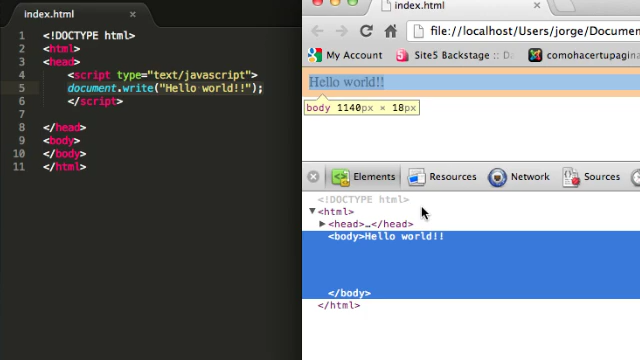 index.html
1 <!DOCTYPE html>
2 <html>
3 <head>
4 <script type="text/javascript">
5 document.write("Hello world!!");
6 </script>
7
8 </head>
9 <body>
10 </body>
11 </html>
index.html
file://localhost/Users/jorge/Documen
My Account Site5 Backstage comohacertupagi
Hello world!!
body 1140px × 18px
Elements Resources Network Sources
<!DOCTYPE html>
▼<html>
▶<head>…</head>
<body>Hello world!!
</body>
</html>